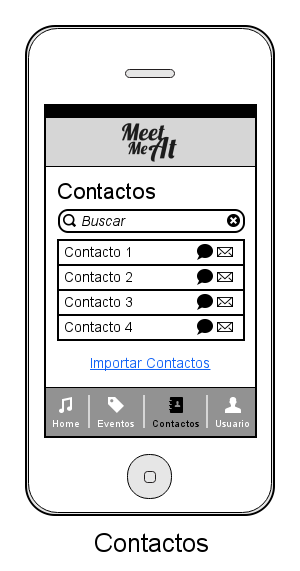 Meet
Me At
Contactos
Buscar
Contacto 1
Contacto 2
Contacto 3
Contacto 4
Importar Contactos
Home Eventos Contactos Usuario
Contactos